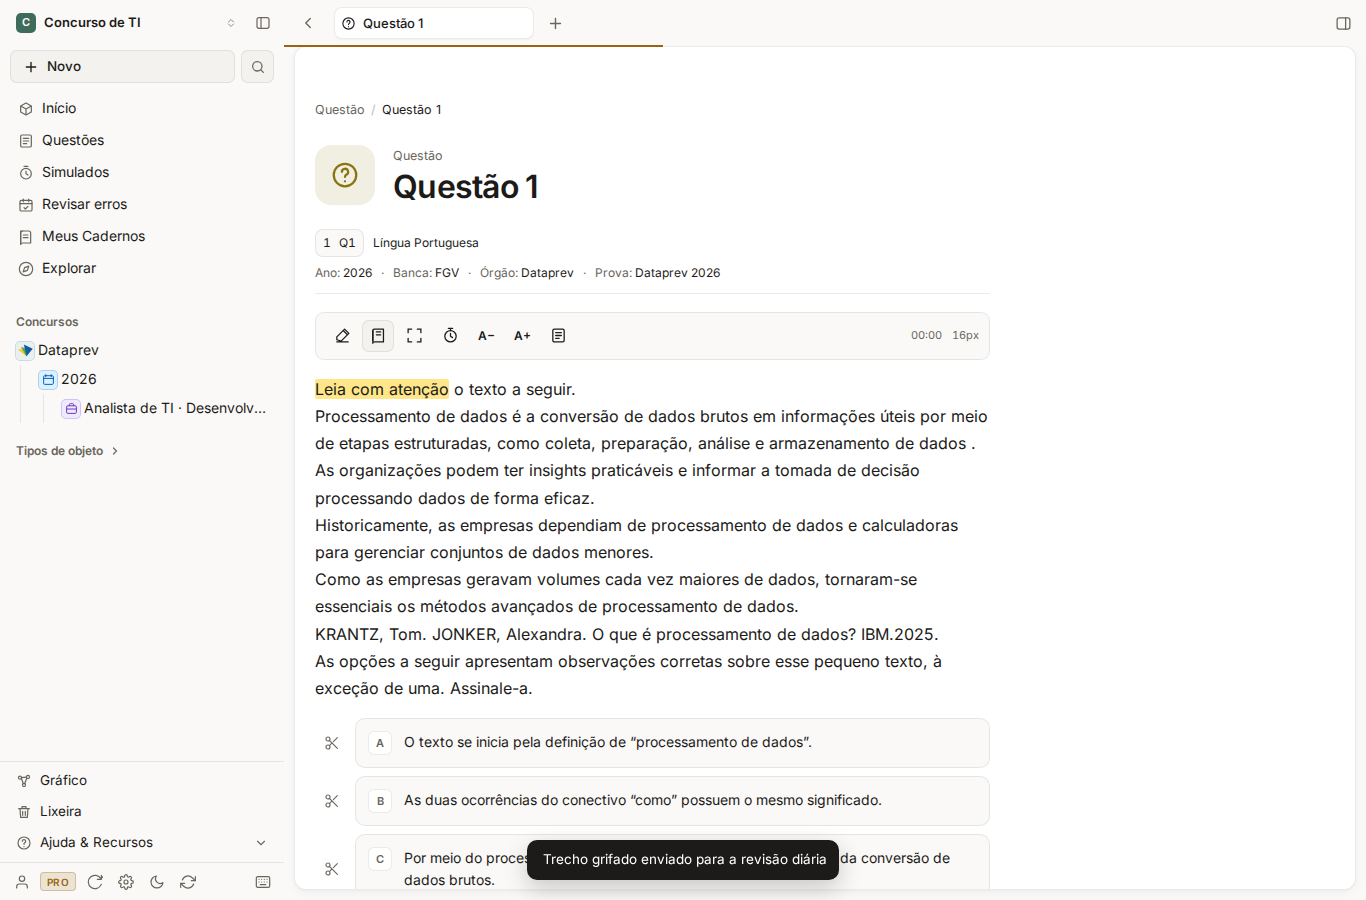 C Concurso de TI
Questão 1
Novo
Início
Questões
Simulados
Revisar erros
Meus Cadernos
Explorar
Concursos
Dataprev
2026
Analista de TI · Desenvolv...
Tipos de objeto
Gráfico
Lixeira
Ajuda & Recursos
PRO
Questão / Questão 1
Questão
Questão 1
1 Q1 Língua Portuguesa
Ano: 2026 · Banca: FGV · Órgão: Dataprev · Prova: Dataprev 2026
A− A+ 00:00 16px
Leia com atenção o texto a seguir.
Processamento de dados é a conversão de dados brutos em informações úteis por meio
de etapas estruturadas, como coleta, preparação, análise e armazenamento de dados .
As organizações podem ter insights praticáveis e informar a tomada de decisão
processando dados de forma eficaz.
Historicamente, as empresas dependiam de processamento de dados e calculadoras
para gerenciar conjuntos de dados menores.
Como as empresas geravam volumes cada vez maiores de dados, tornaram-se
essenciais os métodos avançados de processamento de dados.
KRANTZ, Tom. JONKER, Alexandra. O que é processamento de dados? IBM.2025.
As opções a seguir apresentam observações corretas sobre esse pequeno texto, à
exceção de uma. Assinale-a.
A O texto se inicia pela definição de “processamento de dados”.
B As duas ocorrências do conectivo “como” possuem o mesmo significado.
C Por meio do proces
da conversão de
dados brutos.
Trecho grifado enviado para a revisão diária